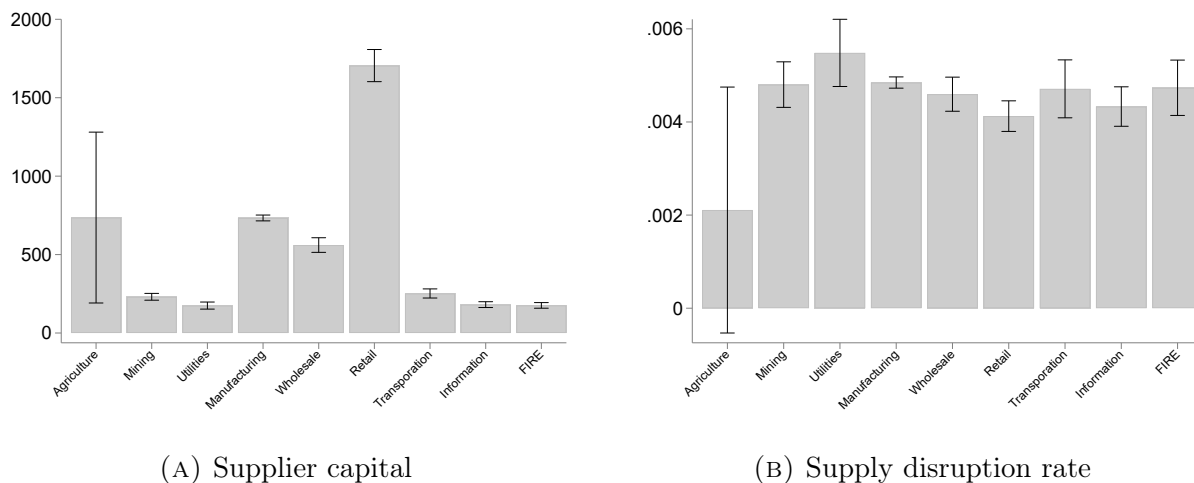 2000
1500
1000
500
0
Agriculture
Mining
Utilities
Manufacturing
Wholesale
Retail
Transporation
Information
FIRE
(A) Supplier capital
.006
.004
.002
0
Agriculture
Mining
Utilities
Manufacturing
Wholesale
Retail
Transporation
Information
FIRE
(B) Supply disruption rate